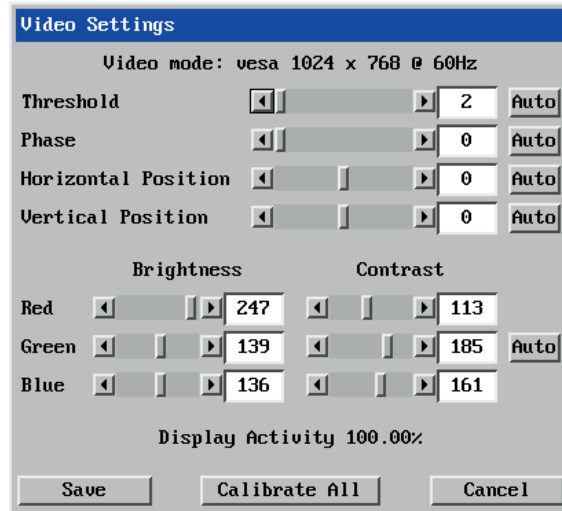 Video Settings
Video mode: vesa 1024 x 768 @ 60Hz
Threshold 2 Auto
Phase 0 Auto
Horizontal Position 0 Auto
Vertical Position 0 Auto
Brightness Contrast
Red 247 113
Green 139 185 Auto
Blue 136 161
Display Activity 100.00%
Save Calibrate All Cancel